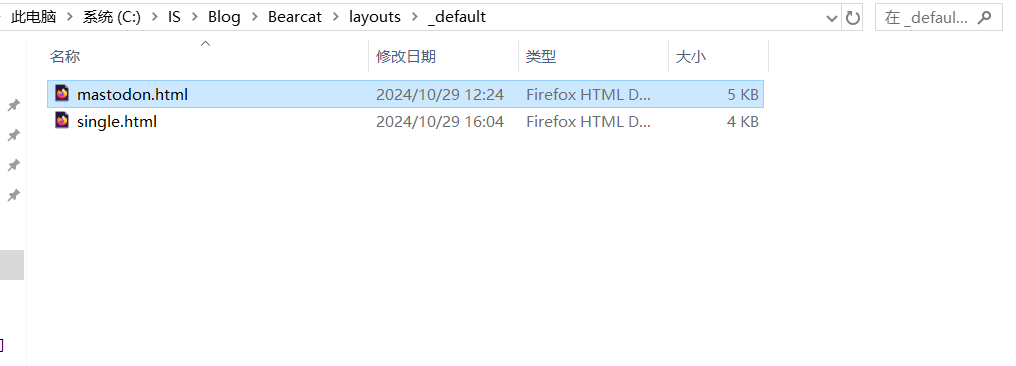 此电脑 > 系统 (C:) > IS > Blog > Bearcat > layouts > _default
在 _defaul...
名称 修改日期 类型 大小
mastodon.html 2024/10/29 12:24 Firefox HTML D... 5 KB
single.html 2024/10/29 16:04 Firefox HTML D... 4 KB